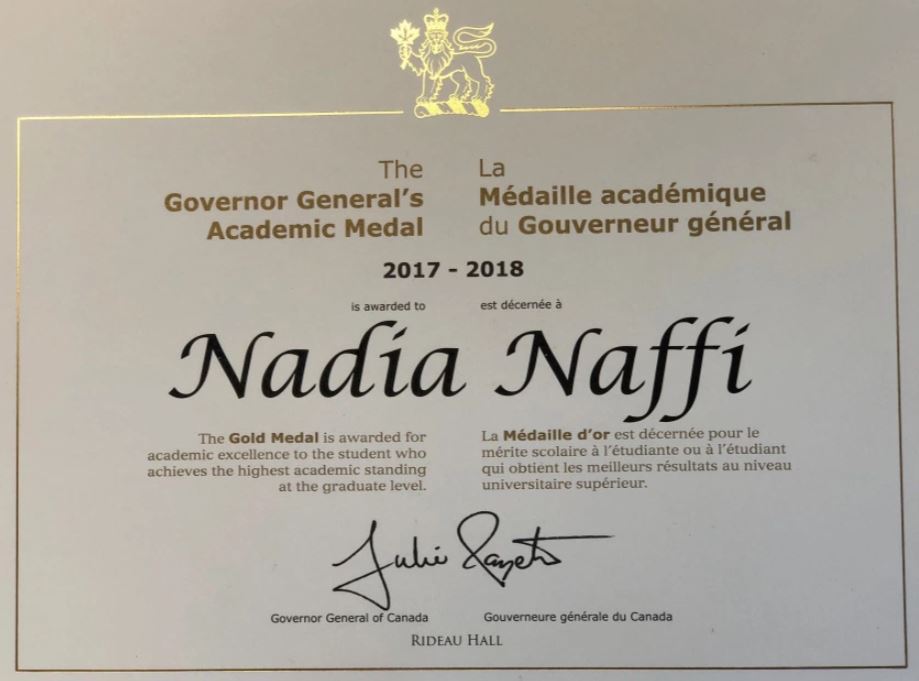 The
Governor General's
Academic Medal
La
Médaille académique
du Gouverneur général
2017 - 2018
is awarded to
est décernée à
Nadia Naffi
The Gold Medal is awarded for
academic excellence to the student who
achieves the highest academic standing
at the graduate level.
La Médaille d'or est décernée pour le
mérite scolaire à l'étudiante ou à l'étudiant
qui obtient les meilleurs résultats au niveau
universitaire supérieur.
Julie Payette
Governor General of Canada
Gouverneure générale du Canada
RIDEAU HALL